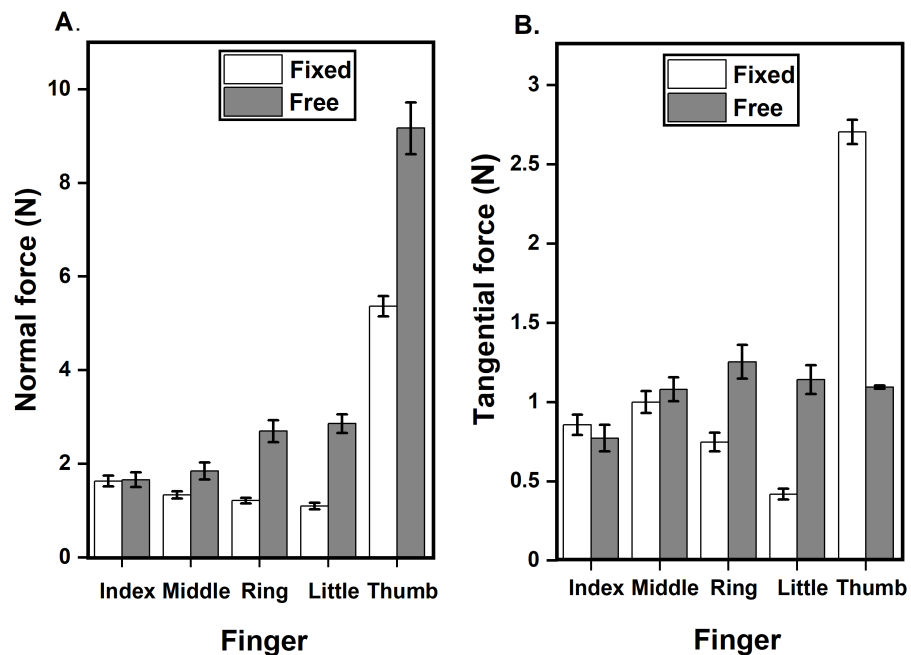 A.
Fixed
Free
10
8
6
4
2
0
Normal force (N)
Index Middle Ring Little Thumb
Finger
B.
Fixed
Free
3
2.5
2
1.5
1
0.5
0
Tangential force (N)
Index Middle Ring Little Thumb
Finger